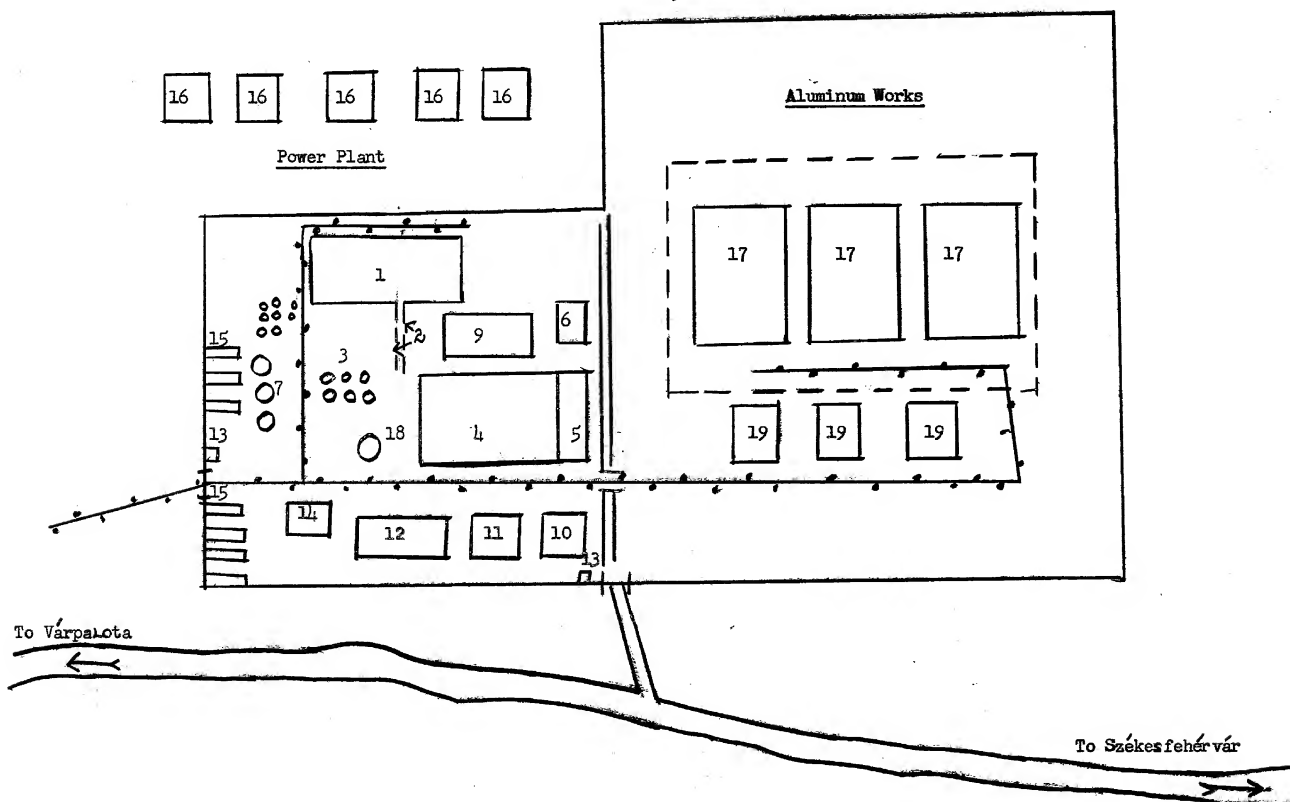 Aluminum Works
16 16 16 16 16
Power Plant
17 17 17
1
6
2
9
15
3
7
19 19 19
18
4 5
13
15
14
12 11 10
13
To Várpalota
To Székesfehérvár